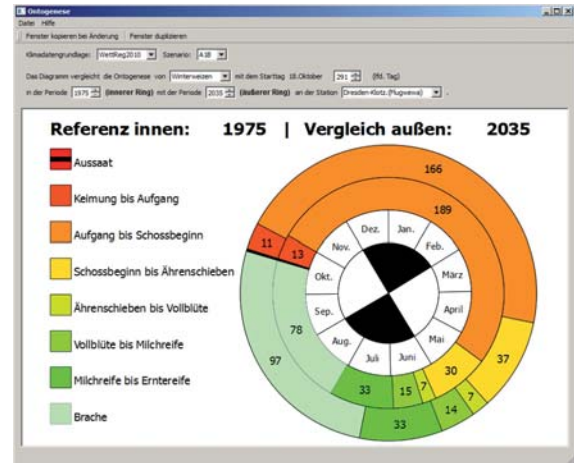 Ontogenese
Datei Hilfe
Fenster kopieren bei Änderung Fenster duplizieren
Klimadatengrundlage: WettReg2010 Szenario: A1B
Das Diagramm vergleicht die Ontogenese von Winterweizen mit dem Starttag 18.Oktober 291 (lfd. Tag)
in der Periode 1975 (innerer Ring) mit der Periode 2035 (äußerer Ring) an der Station Dresden-Klotz.(Flugwewa) .
Referenz innen: 1975 | Vergleich außen: 2035
Aussaat
Keimung bis Aufgang
Aufgang bis Schossbeginn
Schossbeginn bis Ährenschieben
Ährenschieben bis Vollblüte
Vollblüte bis Milchreife
Milchreife bis Erntereife
Brache
166
189
Dez. Jan.
Nov. Feb.
11 13
Okt. März
Sep. April
78
Aug. Mai
97 37
Juli Juni
30
33 15 7
7
14
33